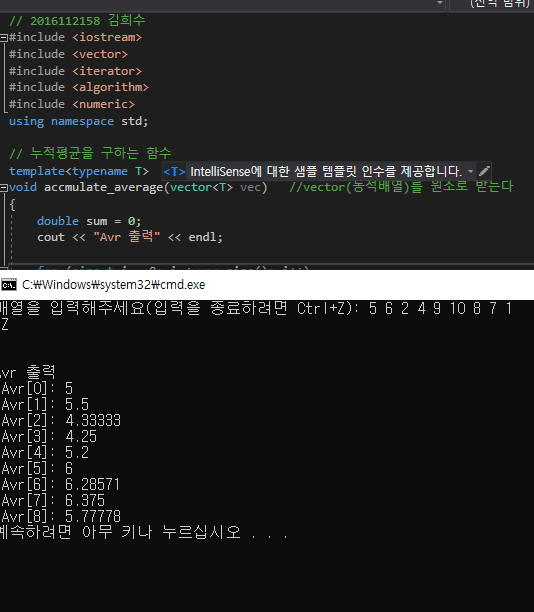 (전역 범위)
// 2016112158 김희수
#include <iostream>
#include <vector>
#include <iterator>
#include <algorithm>
#include <numeric>
using namespace std;
// 누적평균을 구하는 함수
template<typename T> <T> IntelliSense에 대한 샘플 템플릿 인수를 제공합니다.
void accmulate_average(vector<T> vec) //vector(동적배열)를 원소로 받는다
{
double sum = 0;
cout << "Avr 출력" << endl;
C:₩Windows₩system32₩cmd.exe
배열을 입력해주세요(입력을 종료하려면 Ctrl+Z): 5 6 2 4 9 10 8 7 1
Z
Avr 출력
Avr[0]: 5
Avr[1]: 5.5
Avr[2]: 4.33333
Avr[3]: 4.25
Avr[4]: 5.2
Avr[5]: 6
Avr[6]: 6.28571
Avr[7]: 6.375
Avr[8]: 5.77778
계속하려면 아무 키나 누르십시오 . . .